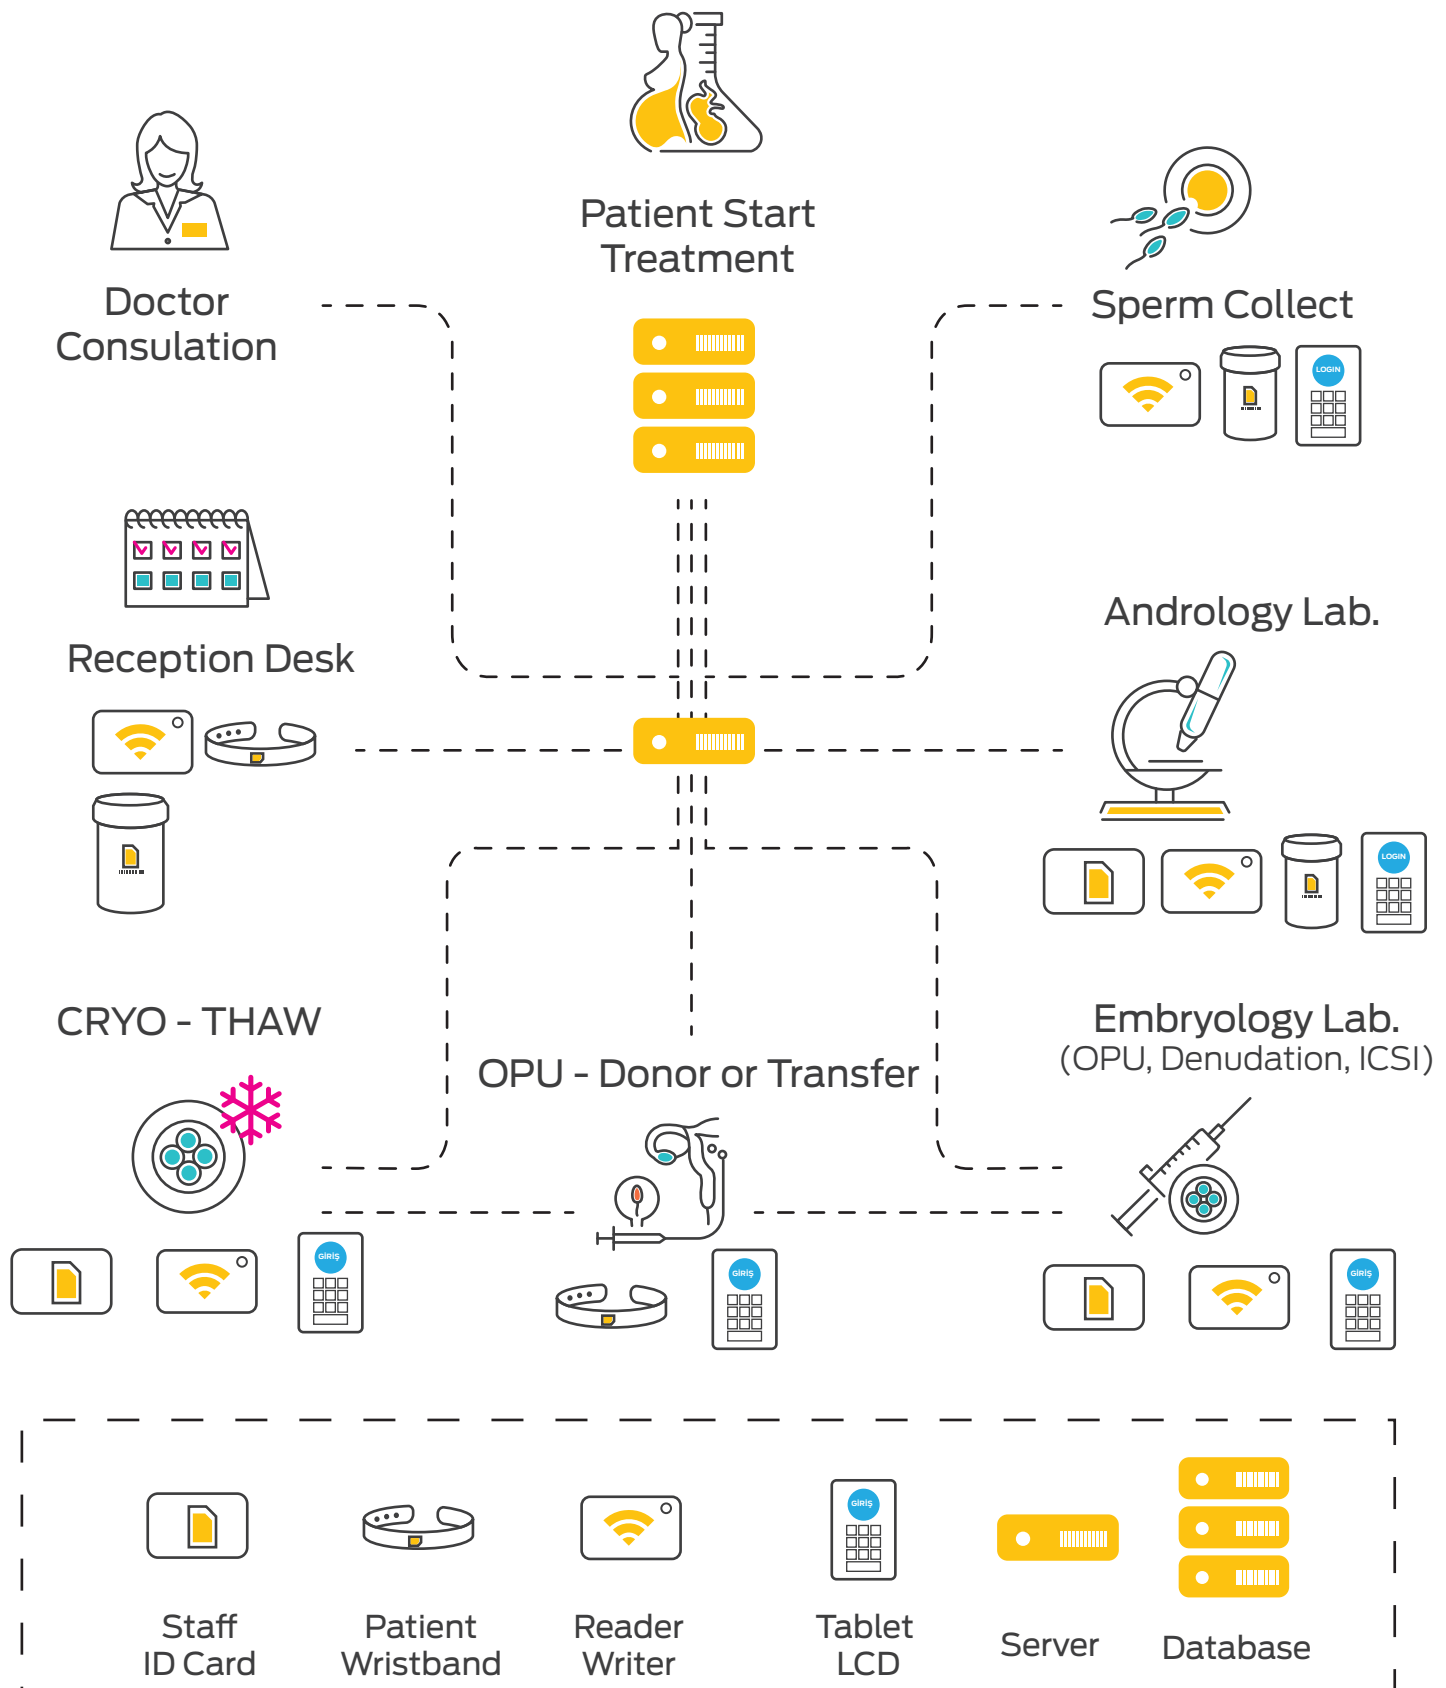 Patient Start
Treatment
Doctor
Consulation
Sperm Collect
LOGIN
Reception Desk
Andrology Lab.
LOGIN
CRYO - THAW
OPU - Donor or Transfer
Embryology Lab.
(OPU, Denudation, ICSI)
GİRİŞ
GİRİŞ
GİRİŞ
GİRİŞ
Staff
ID Card
Patient
Wristband
Reader
Writer
Tablet
LCD
Server
Database